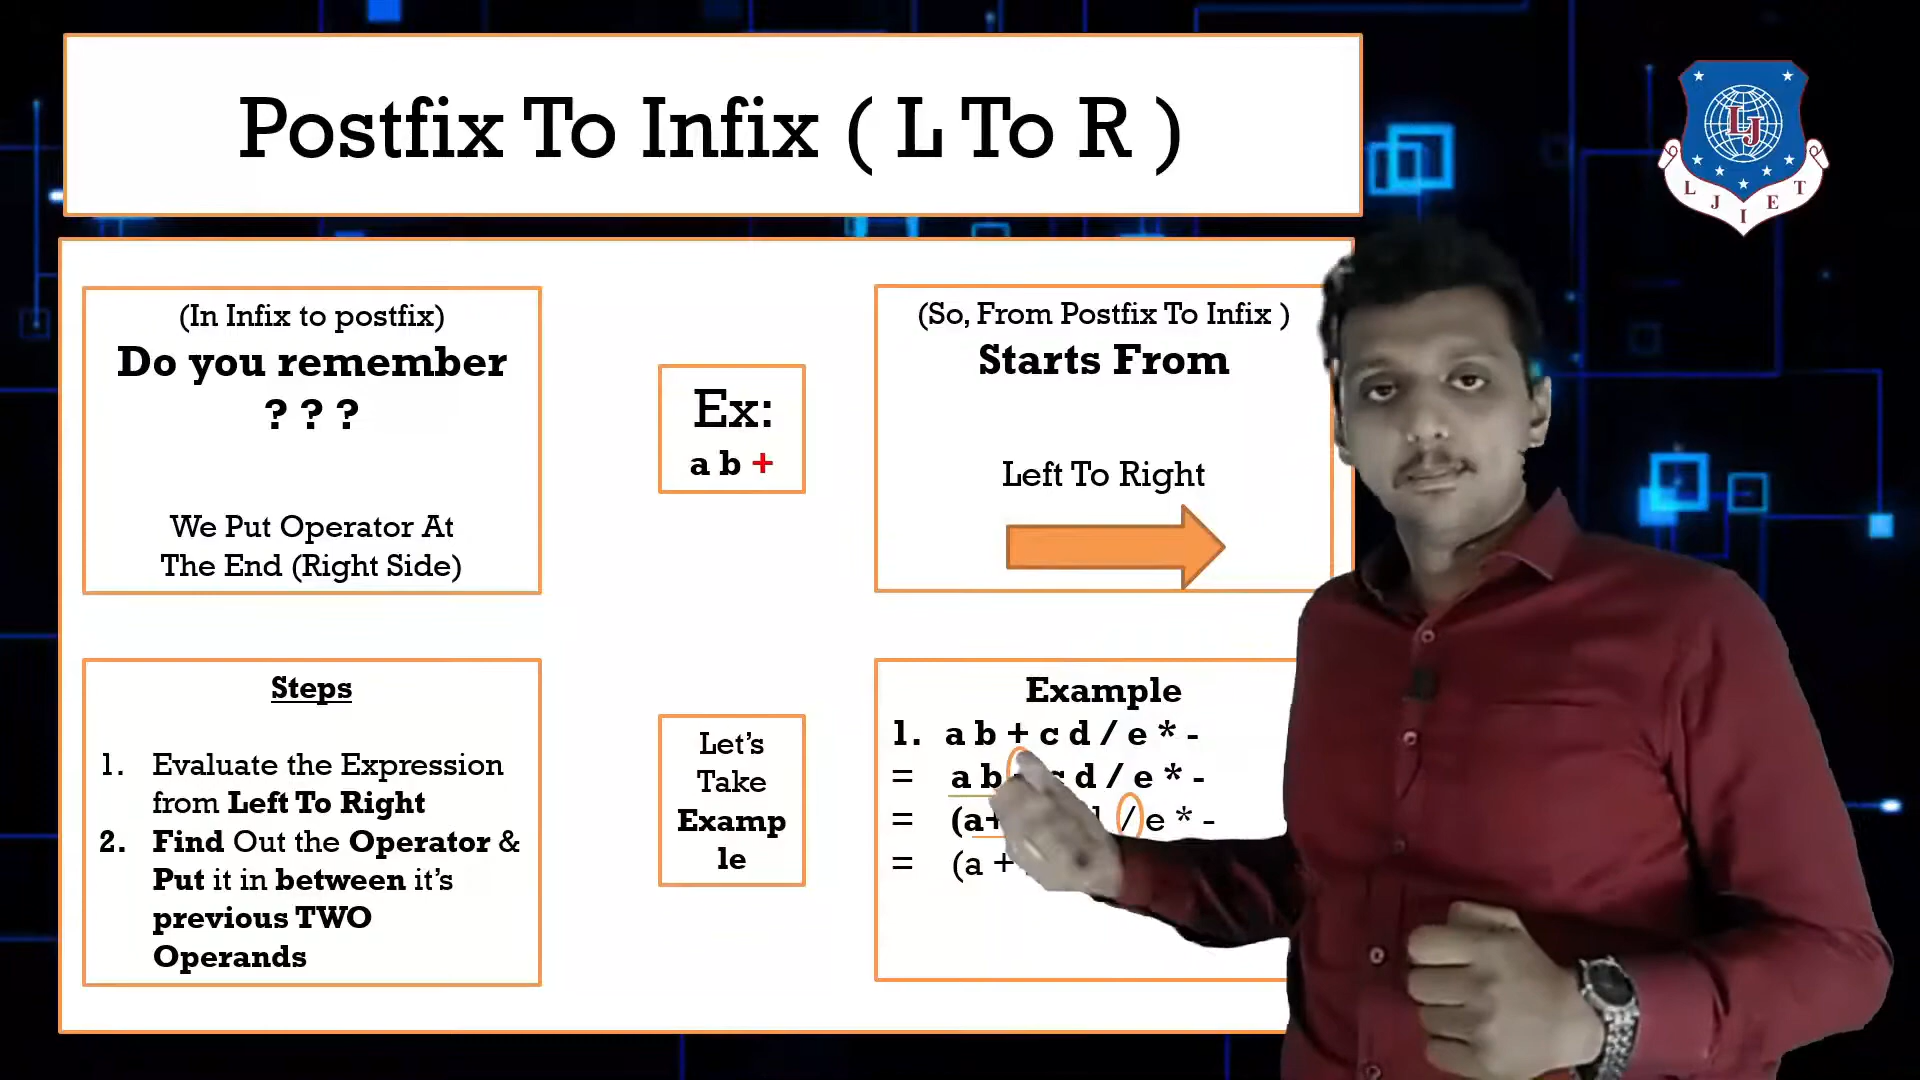 Postfix To Infix ( L To R )
L J I E T
LJ
(In Infix to postfix)
Do you remember
? ? ?
We Put Operator At
The End (Right Side)
Ex:
a b +
(So, From Postfix To Infix )
Starts From
Left To Right
Steps
1. Evaluate the Expression
from Left To Right
2. Find Out the Operator &
Put it in between it's
previous TWO
Operands
Let's
Take
Examp
le
Example
1. a b + c d / e * -
= a b c d / e * -
= (a+ / e * -
= (a +